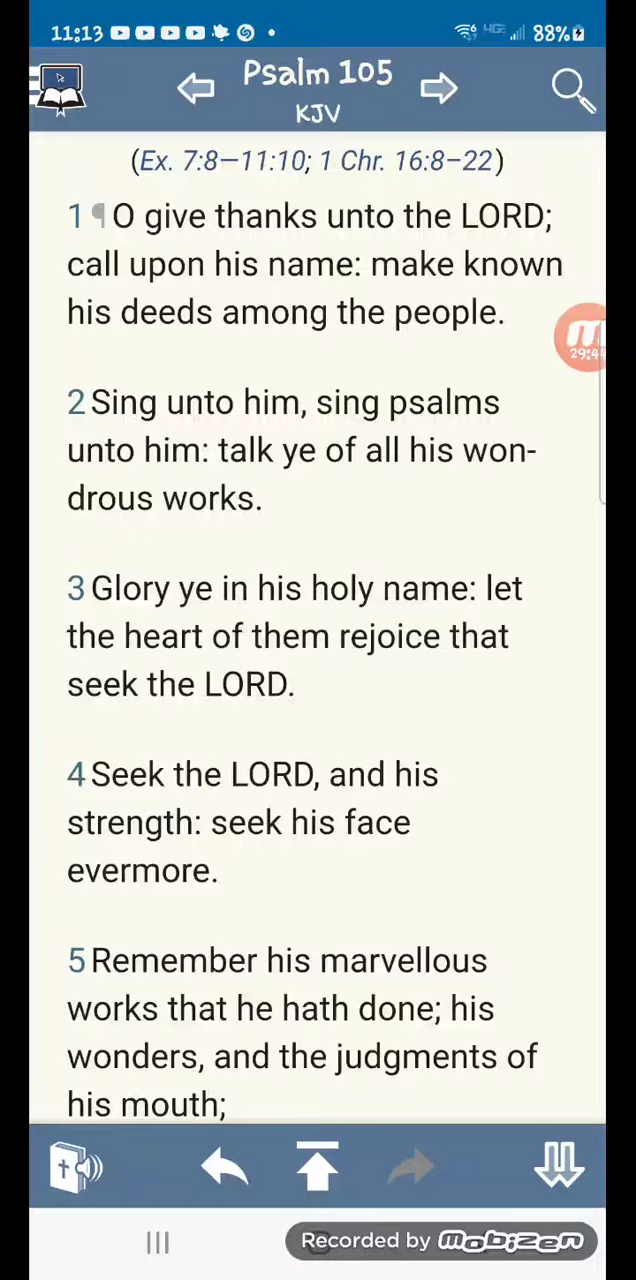 11:13
88%
Psalm 105
KJV
(Ex. 7:8—11:10; 1 Chr. 16:8–22)
1 ¶ O give thanks unto the LORD;
call upon his name: make known
his deeds among the people.
29:4
2 Sing unto him, sing psalms
unto him: talk ye of all his won-
drous works.
3 Glory ye in his holy name: let
the heart of them rejoice that
seek the LORD.
4 Seek the LORD, and his
strength: seek his face
evermore.
5 Remember his marvellous
works that he hath done; his
wonders, and the judgments of
his mouth;
Recorded by mobizen